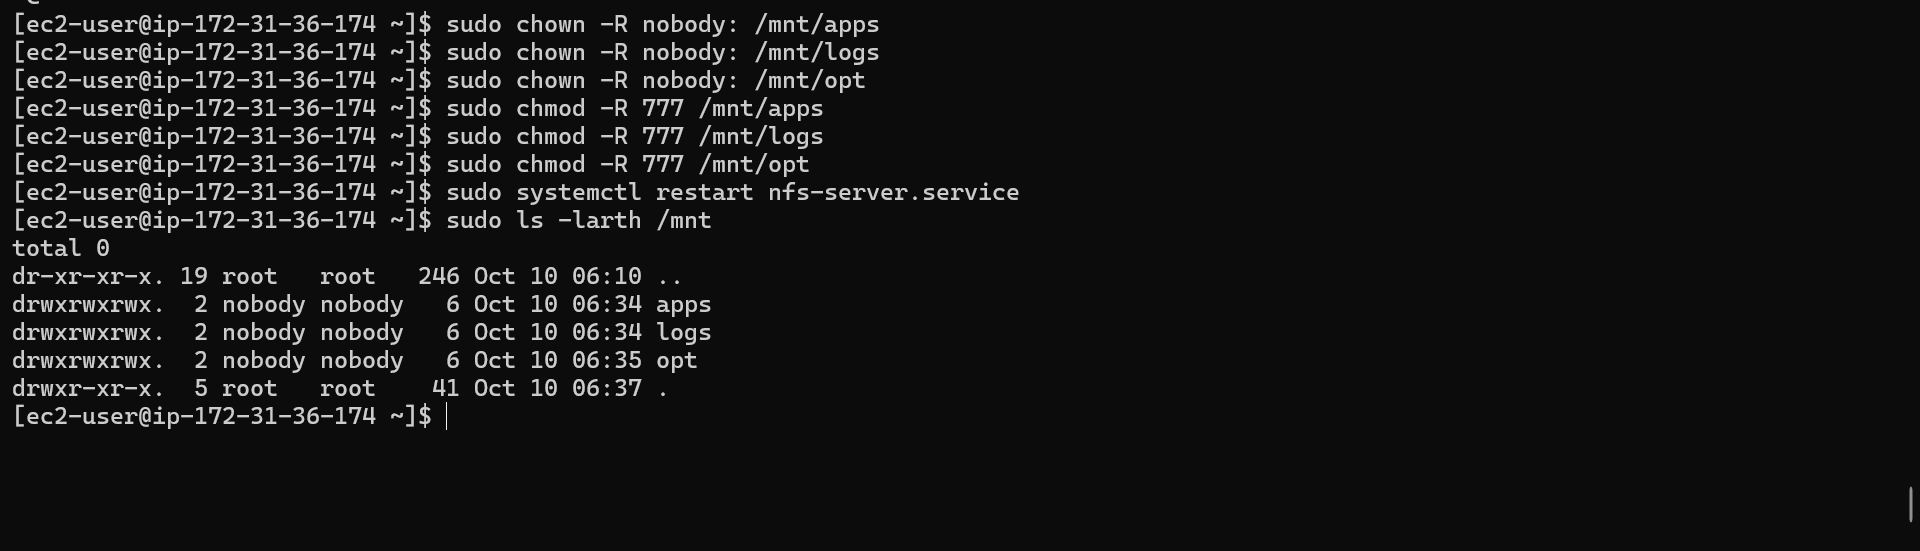 [ec2-user@ip-172-31-36-174 ~]$ sudo chown -R nobody: /mnt/apps
[ec2-user@ip-172-31-36-174 ~]$ sudo chown -R nobody: /mnt/logs
[ec2-user@ip-172-31-36-174 ~]$ sudo chown -R nobody: /mnt/opt
[ec2-user@ip-172-31-36-174 ~]$ sudo chmod -R 777 /mnt/apps
[ec2-user@ip-172-31-36-174 ~]$ sudo chmod -R 777 /mnt/logs
[ec2-user@ip-172-31-36-174 ~]$ sudo chmod -R 777 /mnt/opt
[ec2-user@ip-172-31-36-174 ~]$ sudo systemctl restart nfs-server.service
[ec2-user@ip-172-31-36-174 ~]$ sudo ls -larth /mnt
total 0
dr-xr-xr-x. 19 root   root   246 Oct 10 06:10 ..
drwxrwxrwx.  2 nobody nobody   6 Oct 10 06:34 apps
drwxrwxrwx.  2 nobody nobody   6 Oct 10 06:34 logs
drwxrwxrwx.  2 nobody nobody   6 Oct 10 06:35 opt
drwxr-xr-x.  5 root   root    41 Oct 10 06:37 .
[ec2-user@ip-172-31-36-174 ~]$